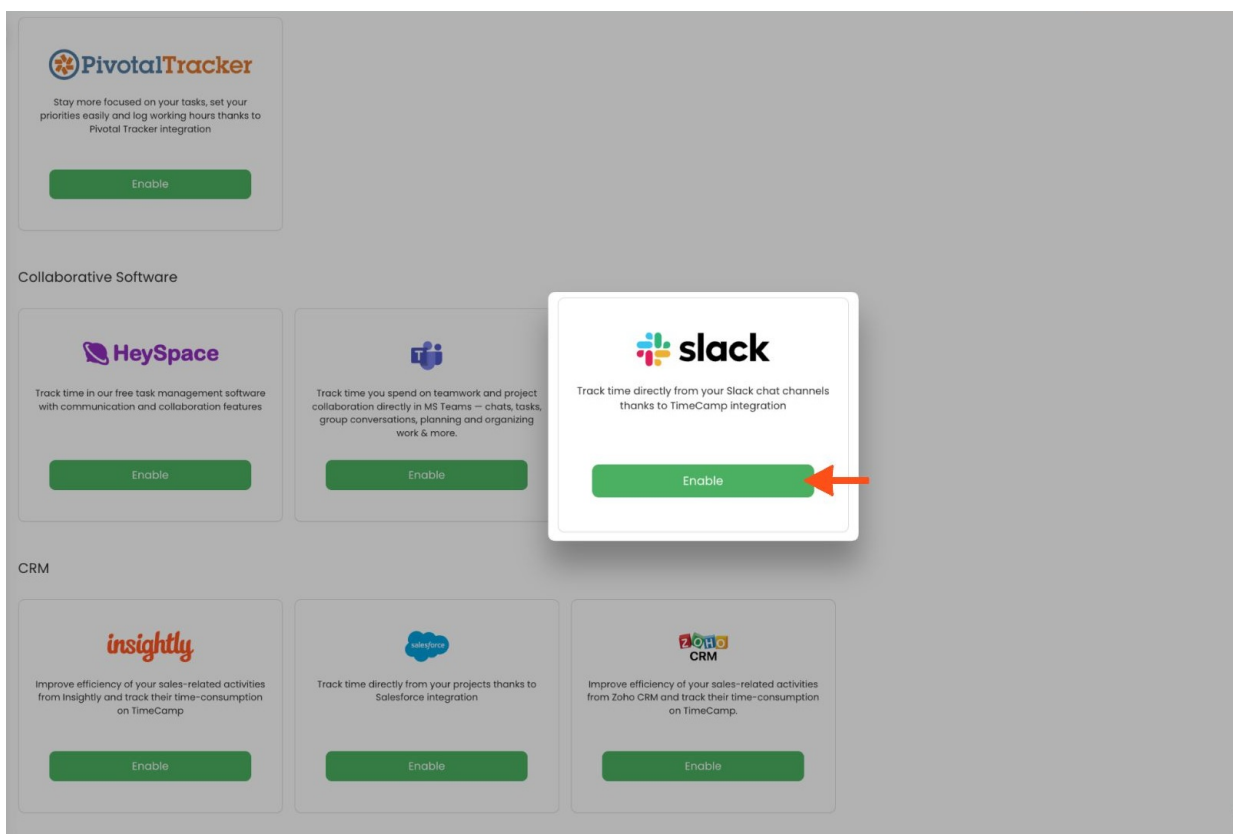 PivotalTracker
Stay more focused on your tasks, set your
priorities easily and log working hours thanks to
Pivotal Tracker integration
Enable
Collaborative Software
HeySpace
Track time in our free task management software
with communication and collaboration features
Enable
T
Track time you spend on teamwork and project
collaboration directly in MS Teams — chats, tasks,
group conversations, planning and organizing
work & more.
Enable
slack
Track time directly from your Slack chat channels
thanks to TimeCamp integration
Enable
CRM
insightly
Improve efficiency of your sales-related activities
from Insightly and track their time-consumption
on TimeCamp
Enable
salesforce
Track time directly from your projects thanks to
Salesforce integration
Enable
ZOHO
CRM
Improve efficiency of your sales-related activities
from Zoho CRM and track their time-consumption
on TimeCamp.
Enable